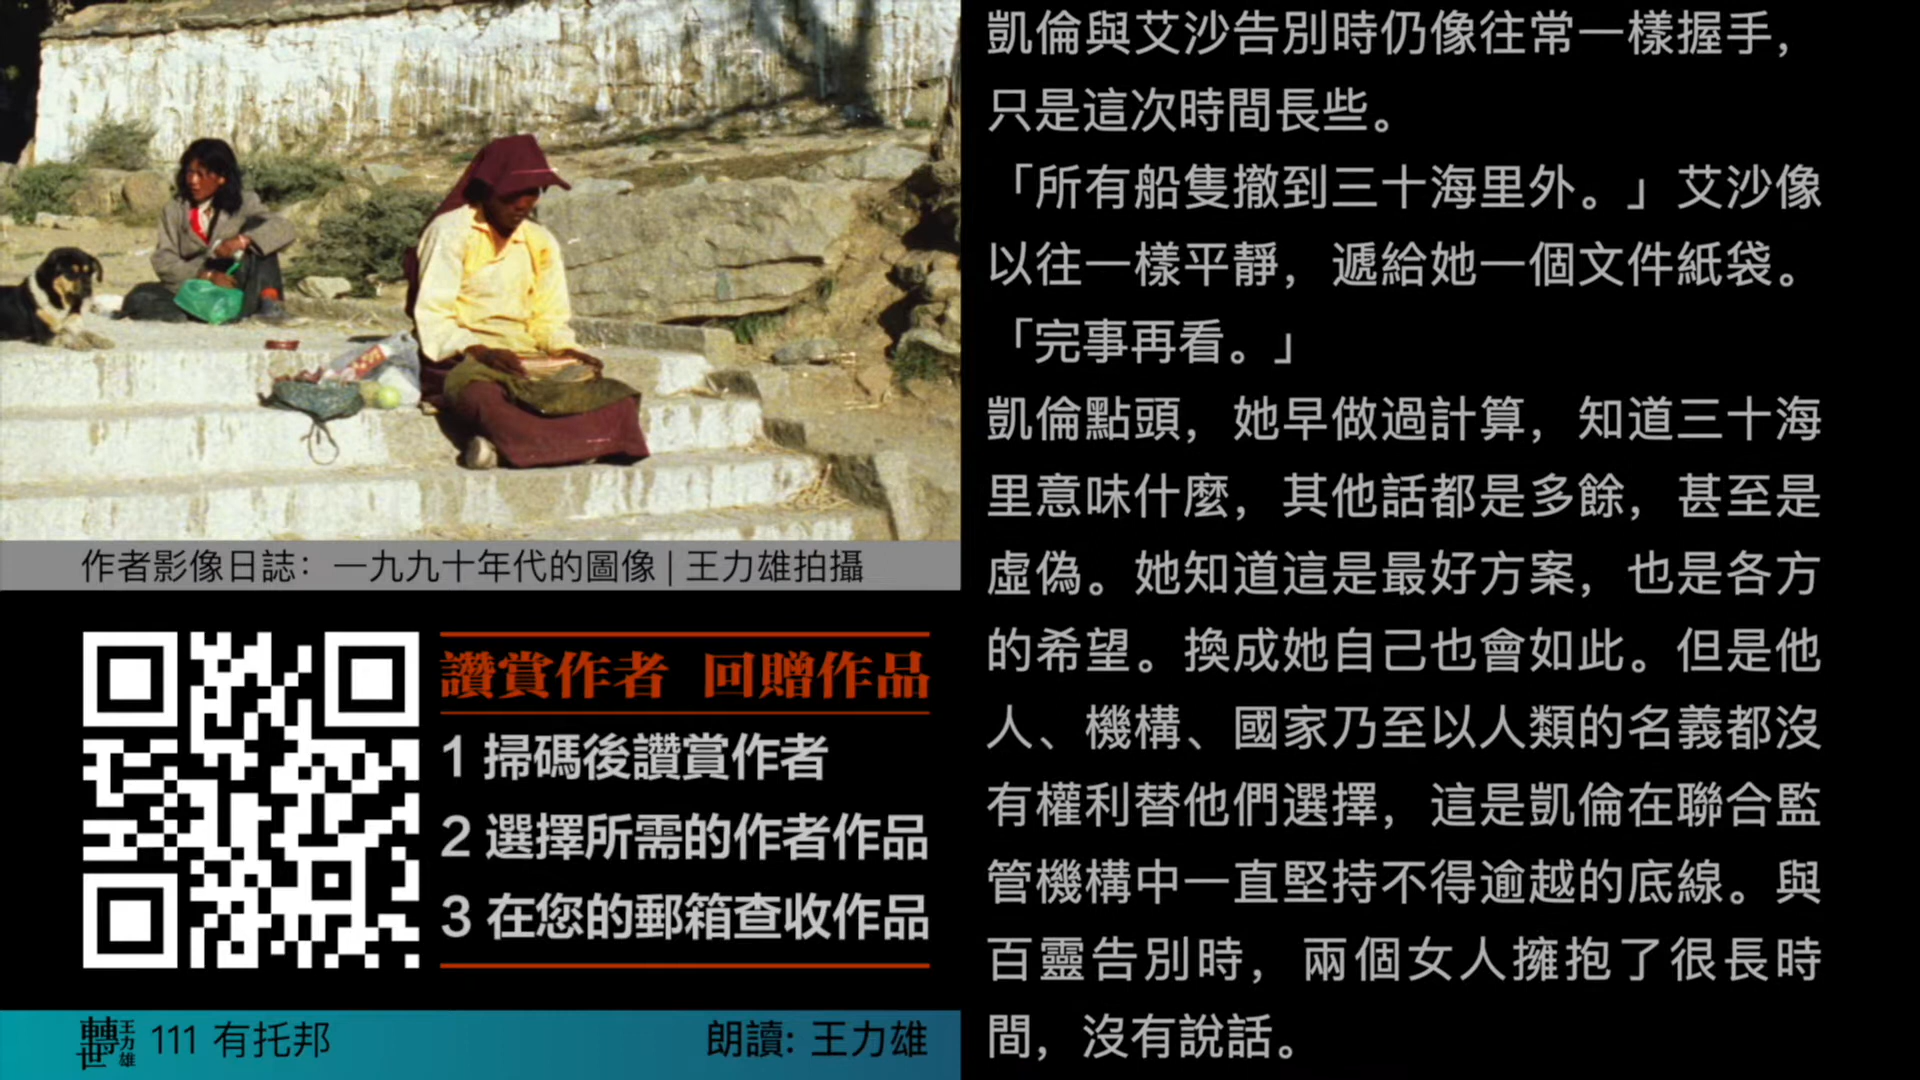 作者影像日誌：一九九十年代的圖像 | 王力雄拍攝
讚賞作者 回贈作品
1 掃碼後讚賞作者
2 選擇所需的作者作品
3 在您的郵箱查收作品
轉世 王力雄 111 有托邦
朗讀: 王力雄
凱倫與艾沙告別時仍像往常一樣握手，
只是這次時間長些。
「所有船隻撤到三十海里外。」艾沙像
以往一樣平靜，遞給她一個文件紙袋。
「完事再看。」
凱倫點頭，她早做過計算，知道三十海
里意味什麼，其他話都是多餘，甚至是
虛偽。她知道這是最好方案，也是各方
的希望。換成她自己也會如此。但是他
人、機構、國家乃至以人類的名義都沒
有權利替他們選擇，這是凱倫在聯合監
管機構中一直堅持不得逾越的底線。與
百靈告別時，兩個女人擁抱了很長時
間，沒有說話。